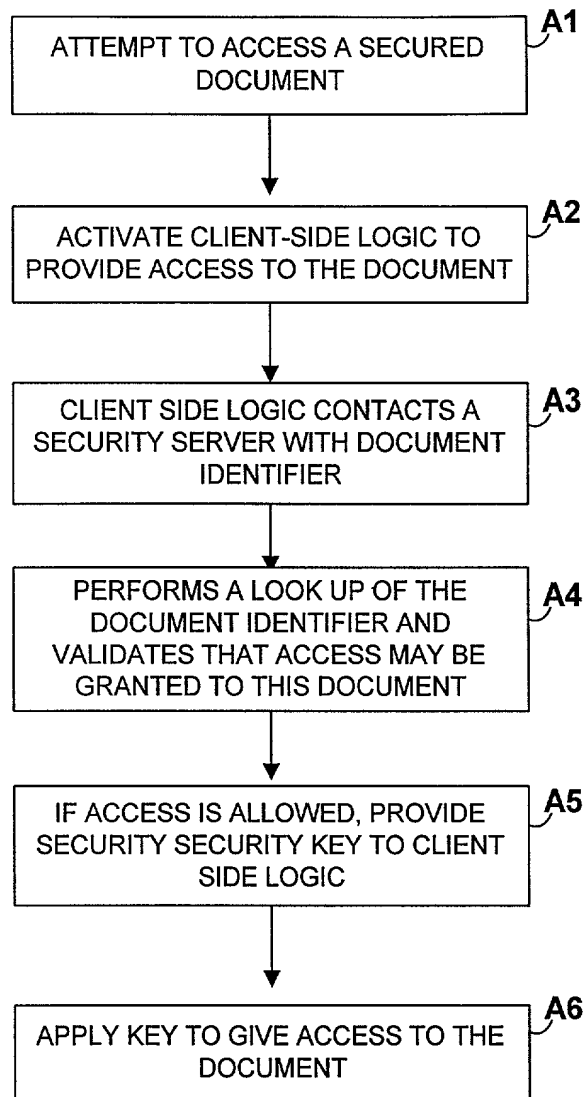 A1
ATTEMPT TO ACCESS A SECURED
DOCUMENT
A2
ACTIVATE CLIENT-SIDE LOGIC TO
PROVIDE ACCESS TO THE DOCUMENT
A3
CLIENT SIDE LOGIC CONTACTS A
SECURITY SERVER WITH DOCUMENT
IDENTIFIER
A4
PERFORMS A LOOK UP OF THE
DOCUMENT IDENTIFIER AND
VALIDATES THAT ACCESS MAY BE
GRANTED TO THIS DOCUMENT
A5
IF ACCESS IS ALLOWED, PROVIDE
SECURITY SECURITY KEY TO CLIENT
SIDE LOGIC
A6
APPLY KEY TO GIVE ACCESS TO THE
DOCUMENT